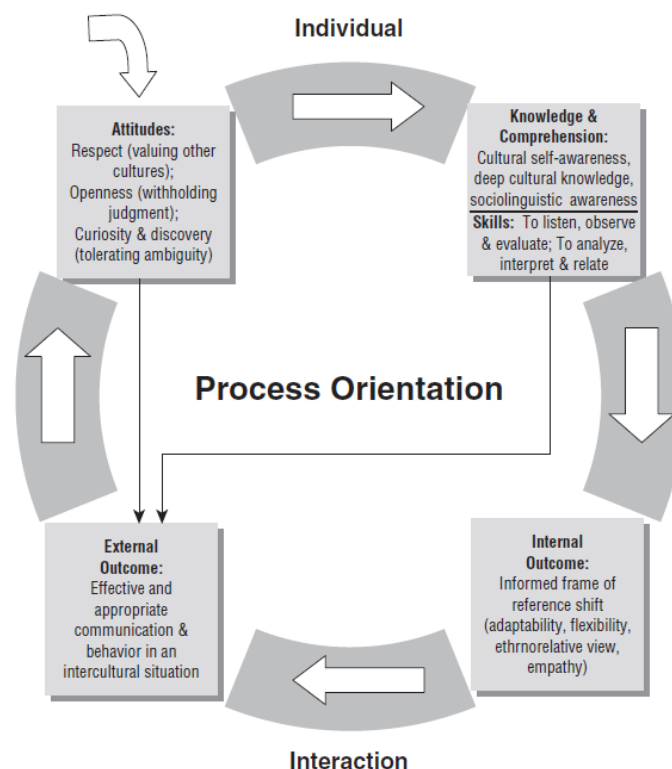 Individual
Attitudes:
Respect (valuing other
cultures);
Openness (withholding
judgment);
Curiosity & discovery
(tolerating ambiguity)
Knowledge &
Comprehension:
Cultural self-awareness,
deep cultural knowledge,
sociolinguistic awareness
Skills: To listen, observe
& evaluate; To analyze,
interpret & relate
Process Orientation
External
Outcome:
Effective and
appropriate
communication &
behavior in an
intercultural situation
Internal
Outcome:
Informed frame of
reference shift
(adaptability, flexibility,
ethrnorelative view,
empathy)
Interaction